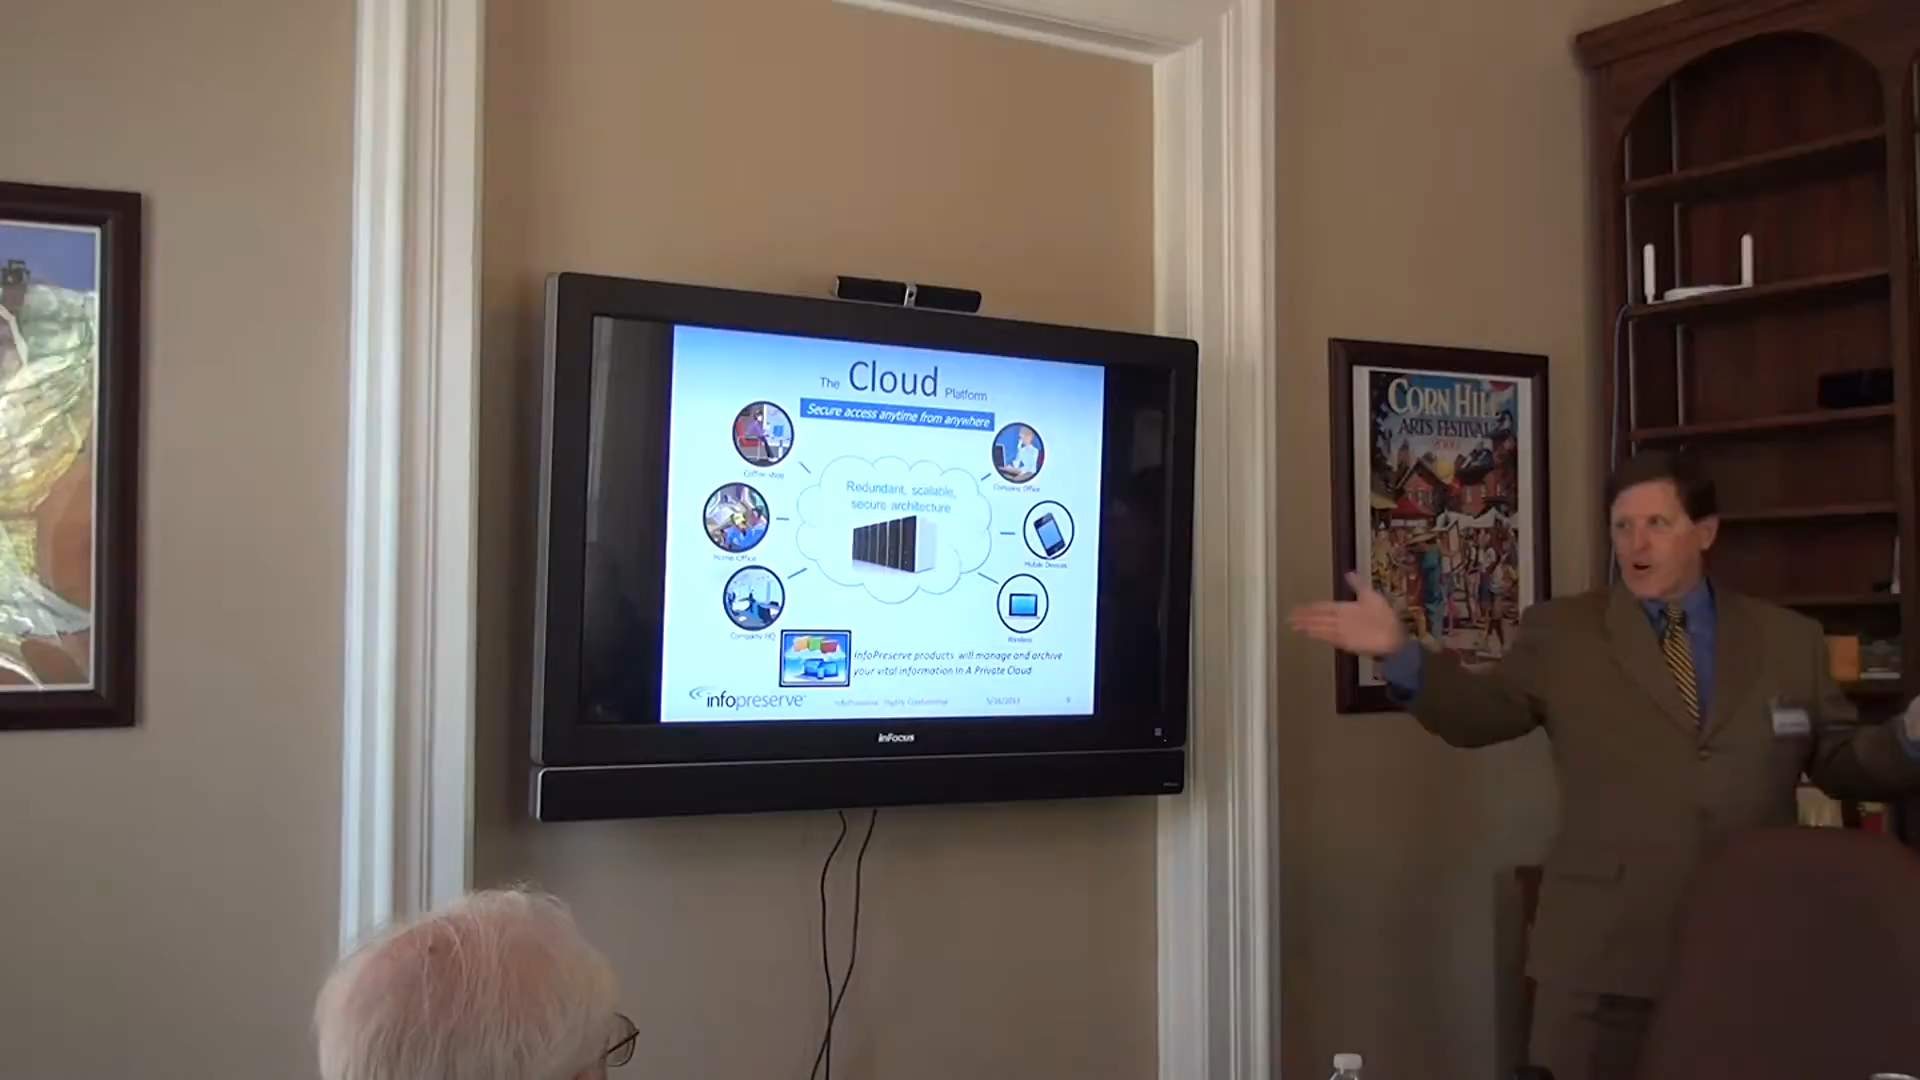 The Cloud Platform
Secure access anytime from anywhere
Coffee shop
Company Office
Redundant, scalable,
secure architecture
Home Office
Mobile Devices
Company HQ
Wireless
InfoPreserve products will manage and archive
your vital information in A Private Cloud
infopreserve
InFocus
CORN HILL
ARTS FESTIVAL